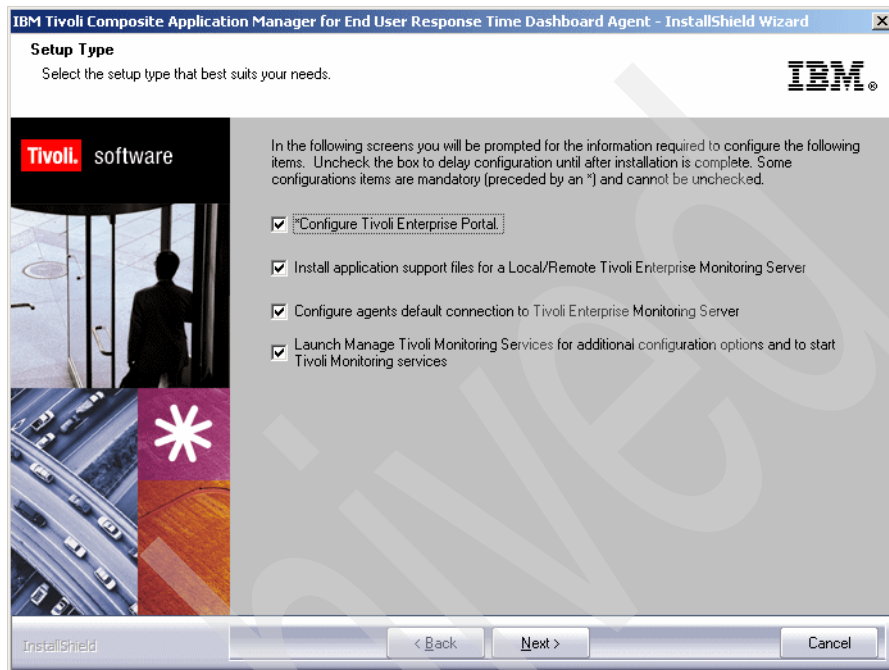 IBM Tivoli Composite Application Manager for End User Response Time Dashboard Agent - InstallShield Wizard
Setup Type
Select the setup type that best suits your needs.
IBM®
Tivoli. software
In the following screens you will be prompted for the information required to configure the following
items. Uncheck the box to delay configuration until after installation is complete. Some
configurations items are mandatory (preceded by an *) and cannot be unchecked.
*Configure Tivoli Enterprise Portal.
Install application support files for a Local/Remote Tivoli Enterprise Monitoring Server
Configure agents default connection to Tivoli Enterprise Monitoring Server
Launch Manage Tivoli Monitoring Services for additional configuration options and to start
Tivoli Monitoring services
InstallShield
< Back
Next >
Cancel